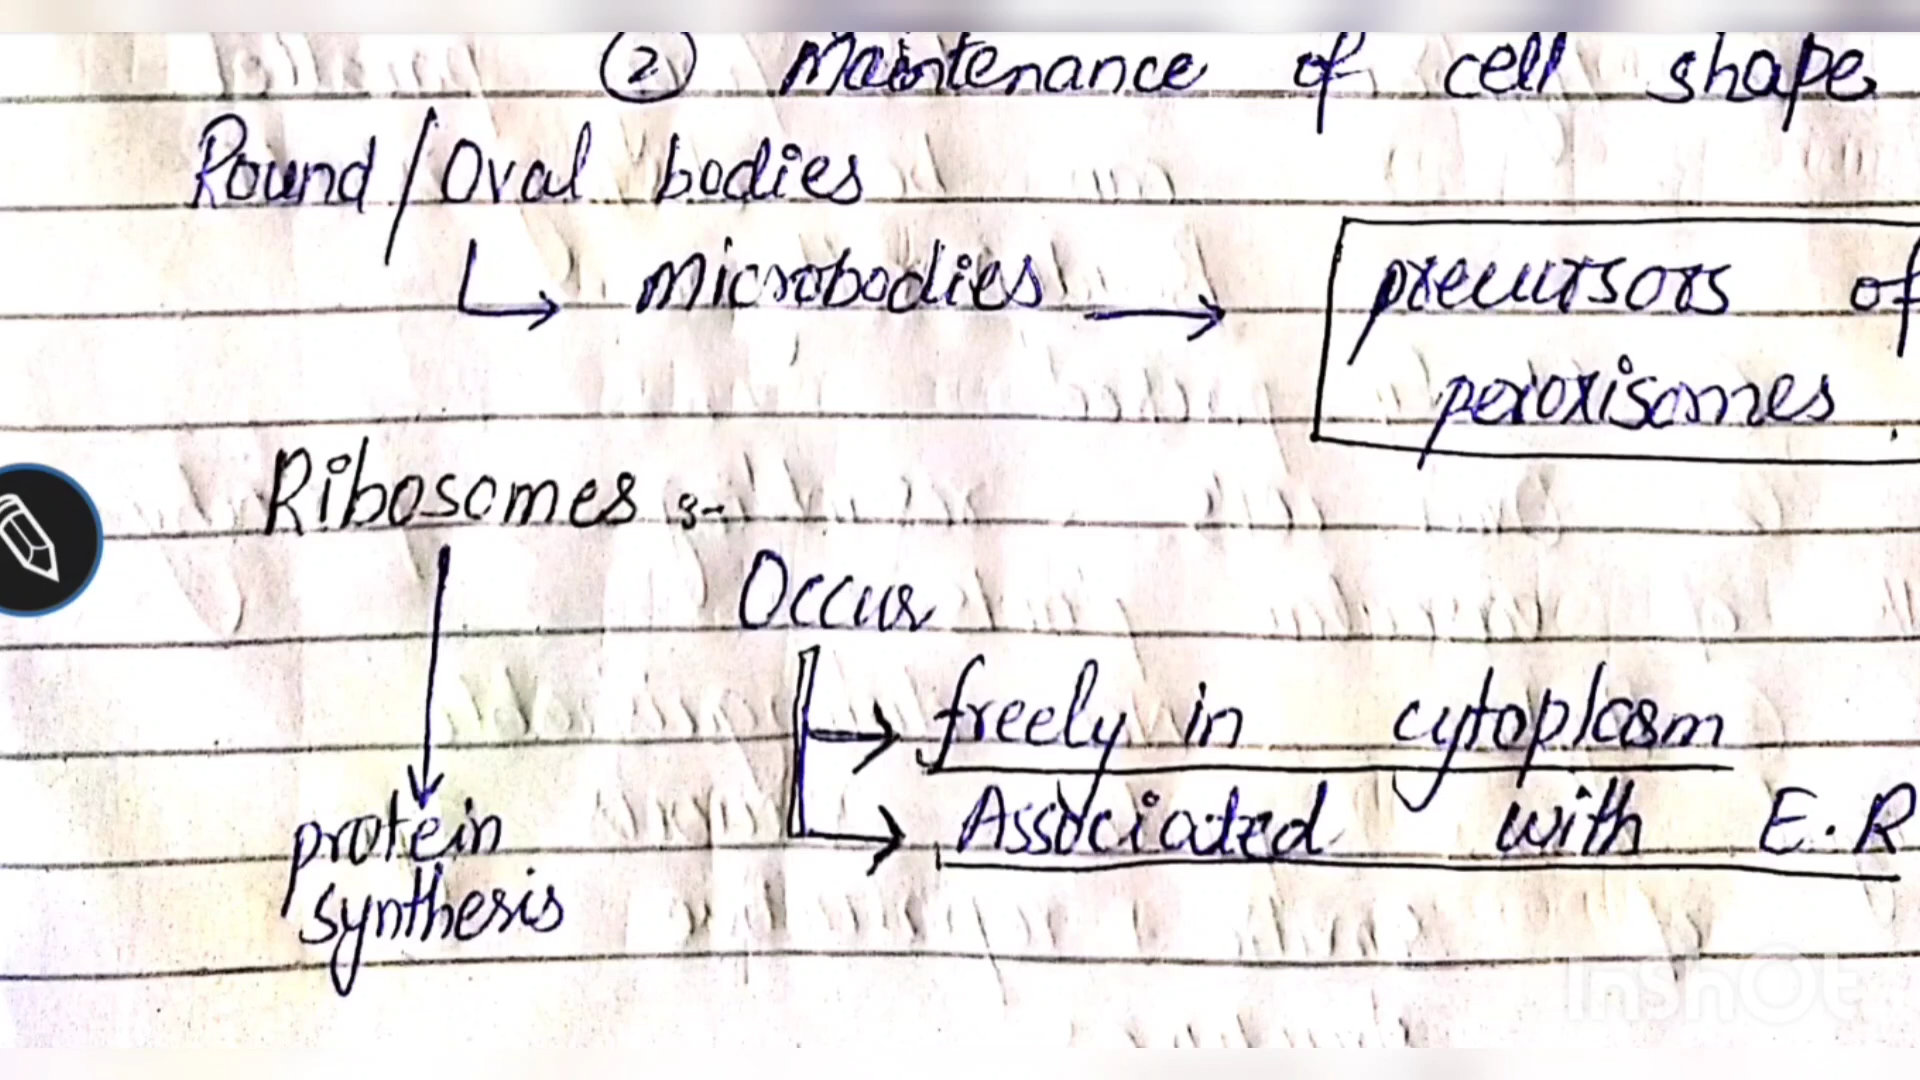 ② Maintenance of cell shape
Round / Oval bodies
↳ microbodies → precursors of
peroxisomes
Ribosomes :-
Occur
→ freely in cytoplasm
→ Associated with E.R
protein
synthesis
InShOt